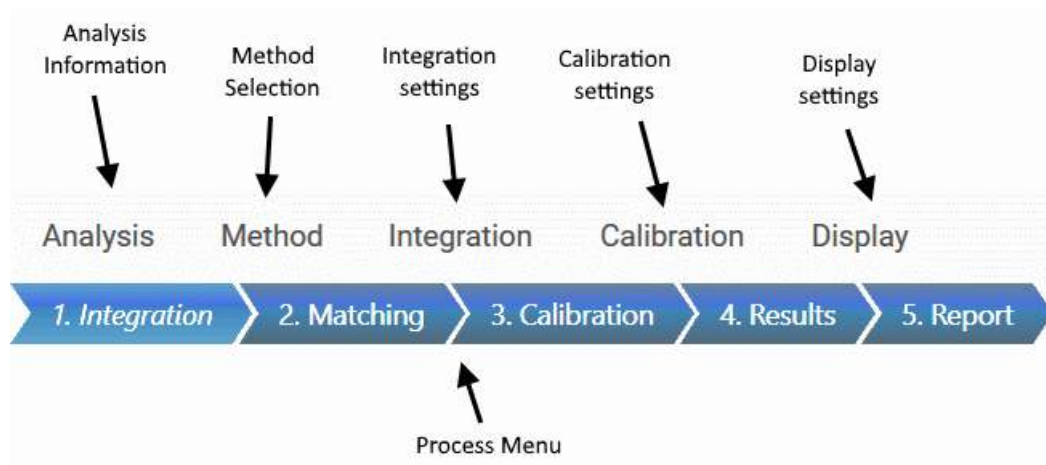 Analysis
Information
Method
Selection
Integration
settings
Calibration
settings
Display
settings
Analysis
Method
Integration
Calibration
Display
1. Integration
2. Matching
3. Calibration
4. Results
5. Report
Process Menu